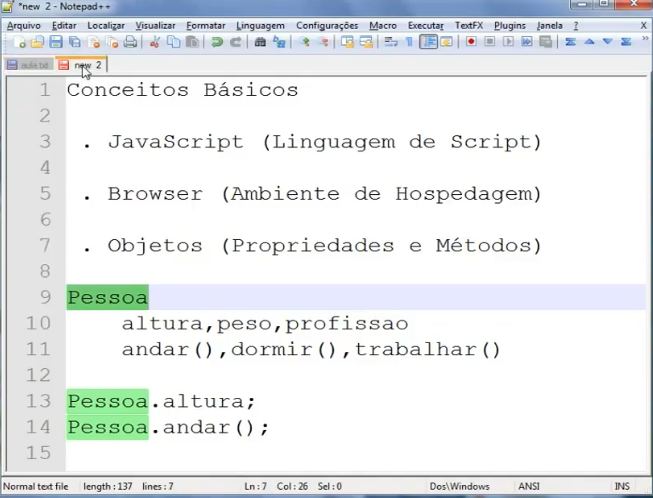 *new 2 - Notepad++
Arquivo Editar Localizar Visualizar Formatar Linguagem Configurações Macro Executar TextFX Plugins Janela ? X
aula.txt new 2
1 Conceitos Básicos
2
3 . JavaScript (Linguagem de Script)
4
5 . Browser (Ambiente de Hospedagem)
6
7 . Objetos (Propriedades e Métodos)
8
9 Pessoa
10 altura,peso,profissao
11 andar(),dormir(),trabalhar()
12
13 Pessoa.altura;
14 Pessoa.andar();
15
Normal text file length : 137 lines : 7 Ln : 7 Col : 26 Sel : 0 Dos\Windows ANSI INS